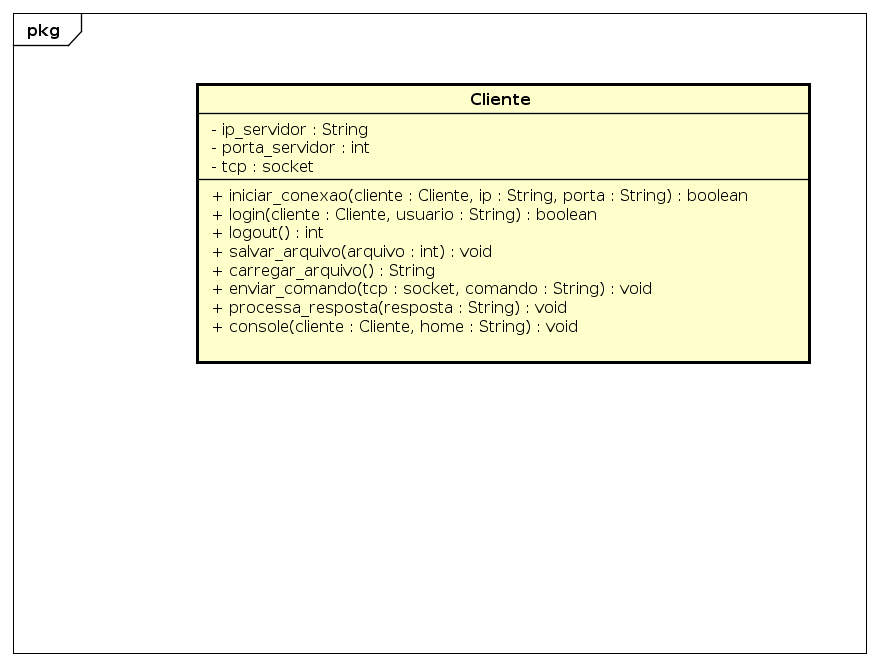 pkg
Cliente
- ip_servidor : String
- porta_servidor : int
- tcp : socket
+ iniciar_conexao(cliente : Cliente, ip : String, porta : String) : boolean
+ login(cliente : Cliente, usuario : String) : boolean
+ logout() : int
+ salvar_arquivo(arquivo : int) : void
+ carregar_arquivo() : String
+ enviar_comando(tcp : socket, comando : String) : void
+ processa_resposta(resposta : String) : void
+ console(cliente : Cliente, home : String) : void